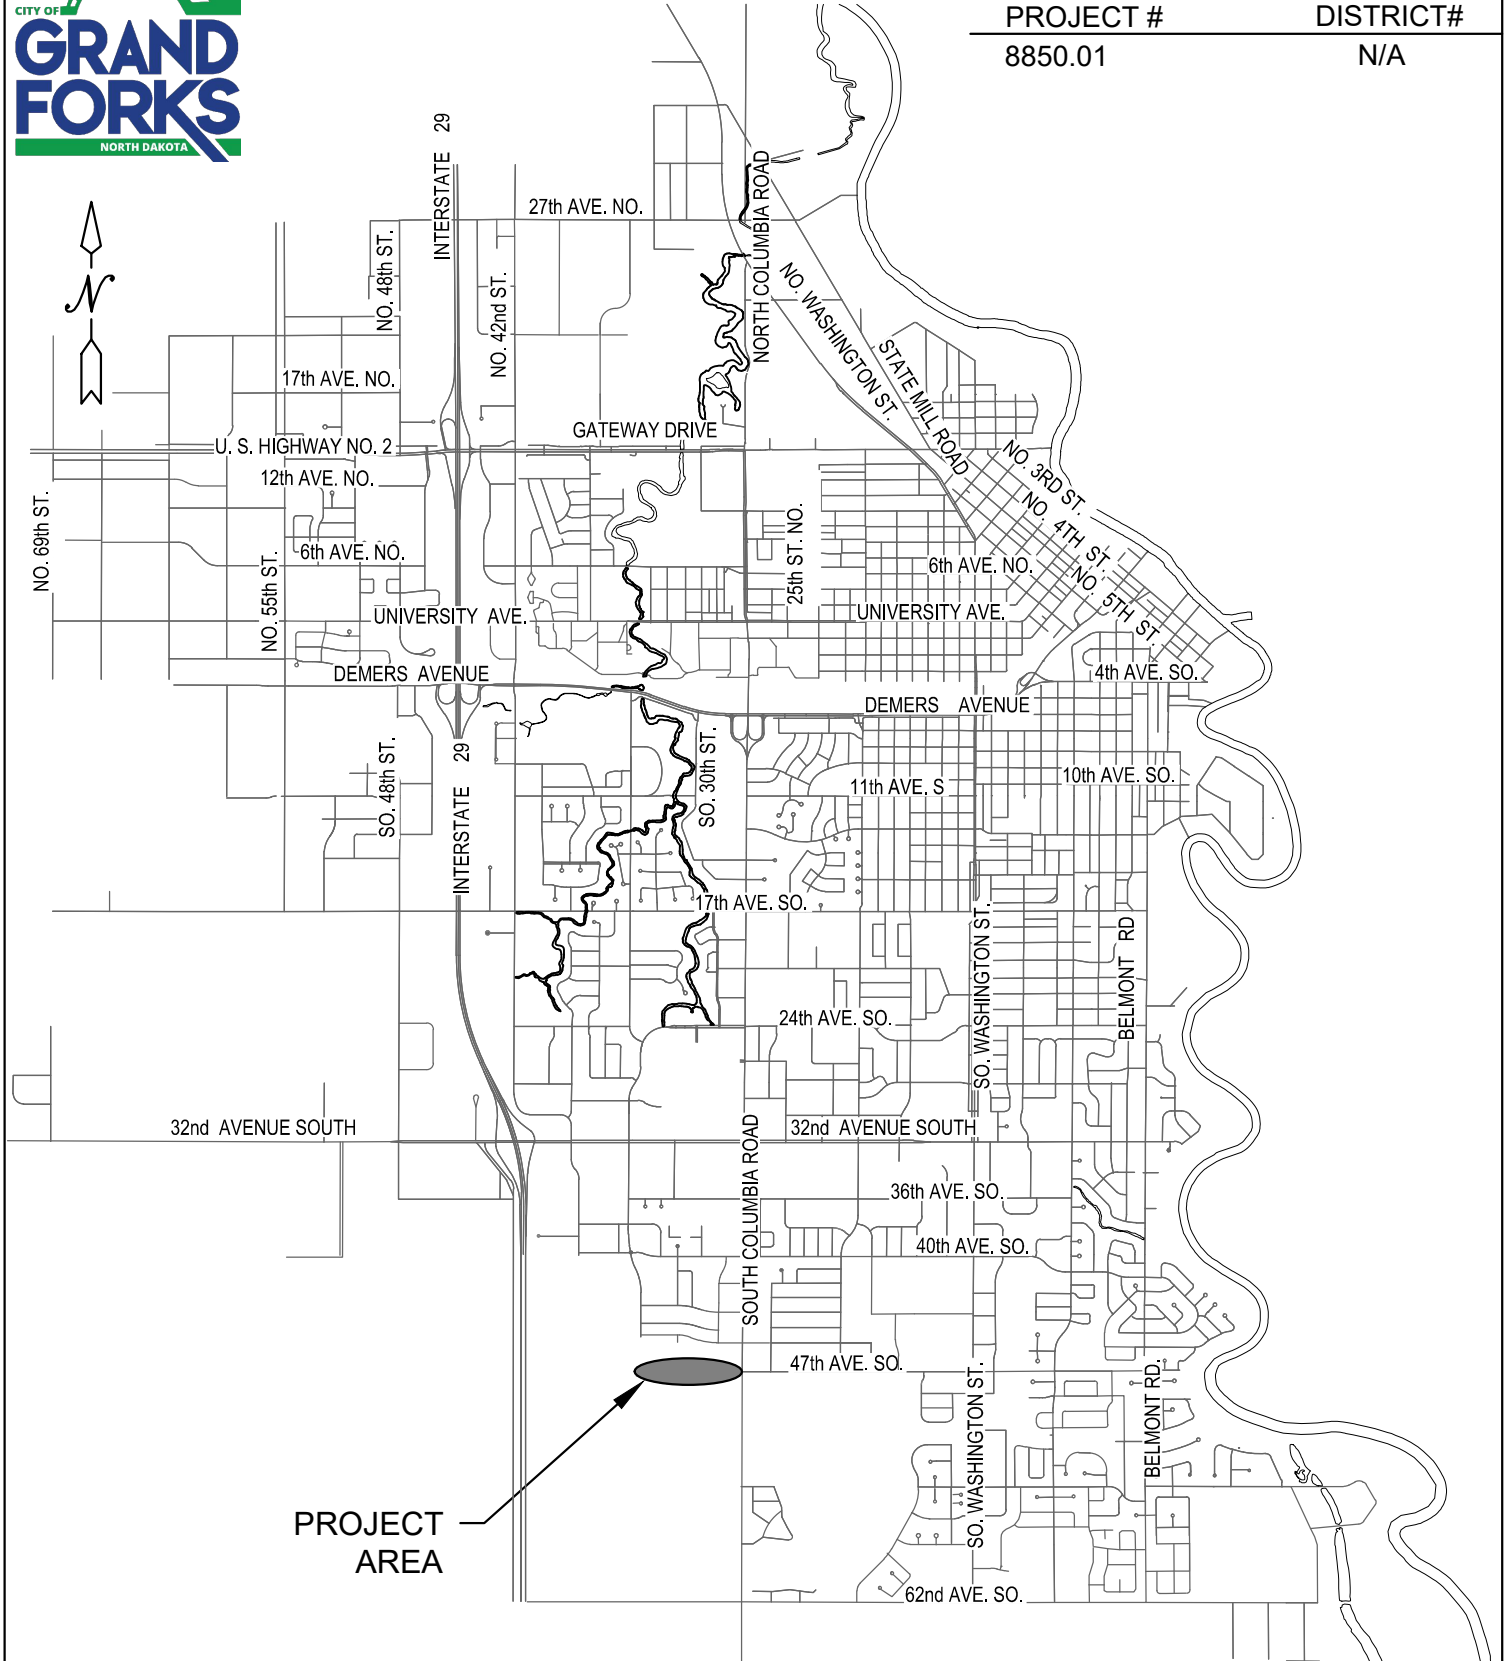 CITY OF
GRAND
FORKS
NORTH DAKOTA
PROJECT # DISTRICT#
8850.01 N/A
N
INTERSTATE 29
27th AVE. NO.
NORTH COLUMBIA ROAD
NO. 48th ST.
NO. 42nd ST.
NO. WASHINGTON ST.
STATE MILL ROAD
17th AVE. NO.
GATEWAY DRIVE
U. S. HIGHWAY NO. 2
12th AVE. NO.
NO. 3RD ST.
NO. 4TH ST.
NO. 5TH ST.
NO. 69th ST.
NO. 55th ST.
6th AVE. NO.
25th ST. NO.
6th AVE. NO.
UNIVERSITY AVE.
UNIVERSITY AVE.
DEMERS AVENUE
4th AVE. SO.
DEMERS AVENUE
SO. 48th ST.
INTERSTATE 29
SO. 30th ST.
11th AVE. S
10th AVE. SO.
17th AVE. SO.
SO. WASHINGTON ST.
BELMONT RD
24th AVE. SO.
32nd AVENUE SOUTH
32nd AVENUE SOUTH
SOUTH COLUMBIA ROAD
36th AVE. SO.
40th AVE. SO.
47th AVE. SO.
SO. WASHINGTON ST.
BELMONT RD.
PROJECT
AREA
62nd AVE. SO.